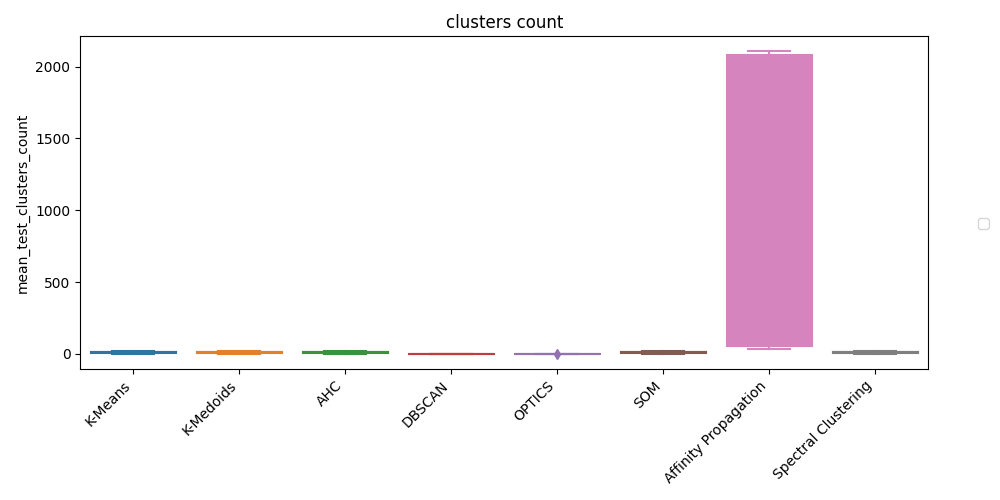 clusters count
mean_test_clusters_count
2000
1500
1000
500
0
K-Means
K-Medoids
AHC
DBSCAN
OPTICS
SOM
Affinity Propagation
Spectral Clustering